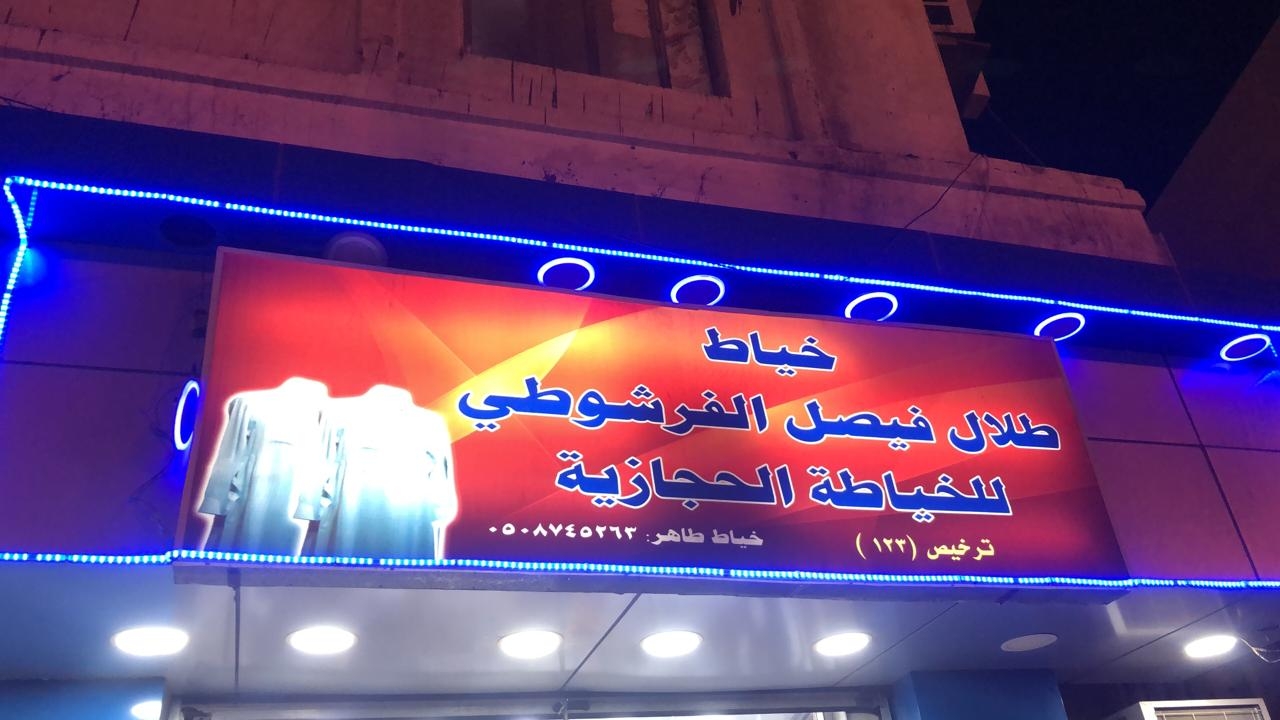 خياط
طلال فيصل الفرشوطي
للخياطة الحجازية
ترخيص (١٢٣ )
خياط طاهر: ٠٥٠٨٧٤٥٢٦٣